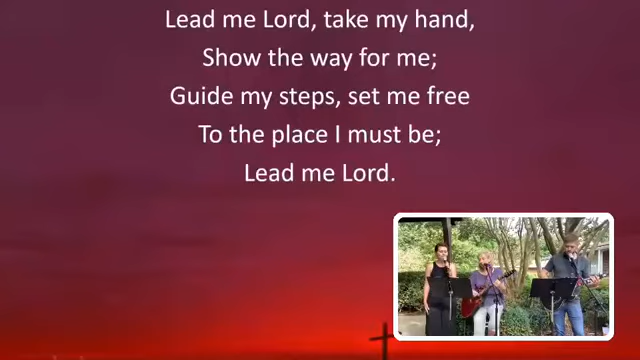 Lead me Lord, take my hand,
Show the way for me;
Guide my steps, set me free
To the place I must be;
Lead me Lord.